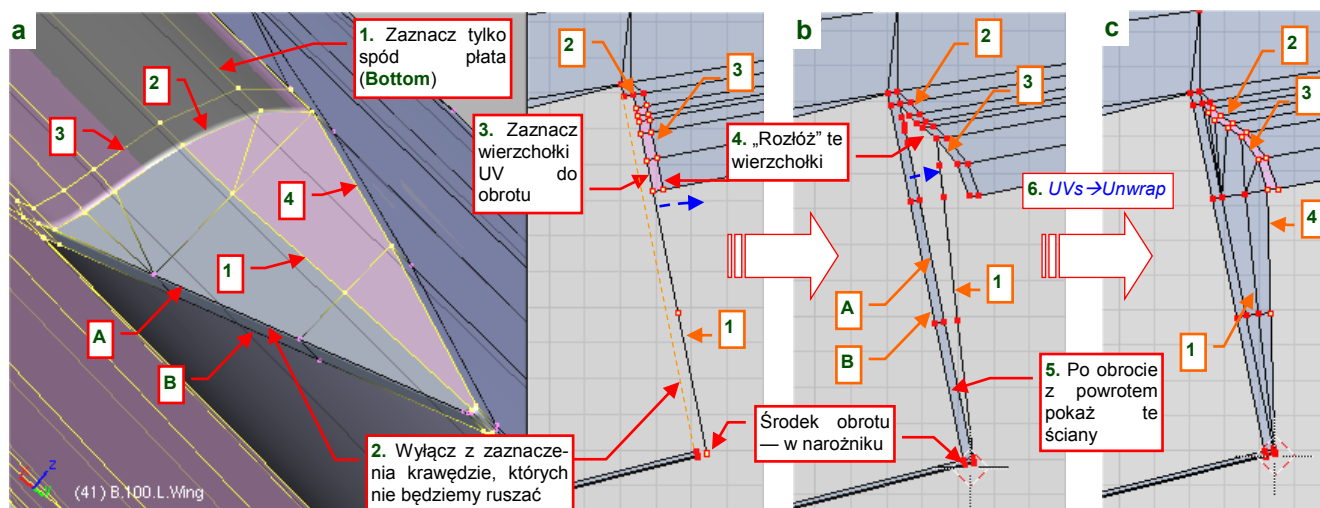 a
1. Zaznacz tylko
spód płata
(Bottom)
2
3
4
1
A
B
2. Wyłącz z zaznacze-
nia krawędzie, których
nie będziemy ruszać
z
(41) B.100.L.Wing
2
3
3. Zaznacz
wierzchołki
UV do
obrotu
4. „Rozłóż” te
wierzchołki
1
Środek obrotu
— w narożniku
b
2
3
A
B
1
5. Po obrocie
z powrotem
pokaż te
ściany
6. UVs→Unwrap
c
2
3
4
1